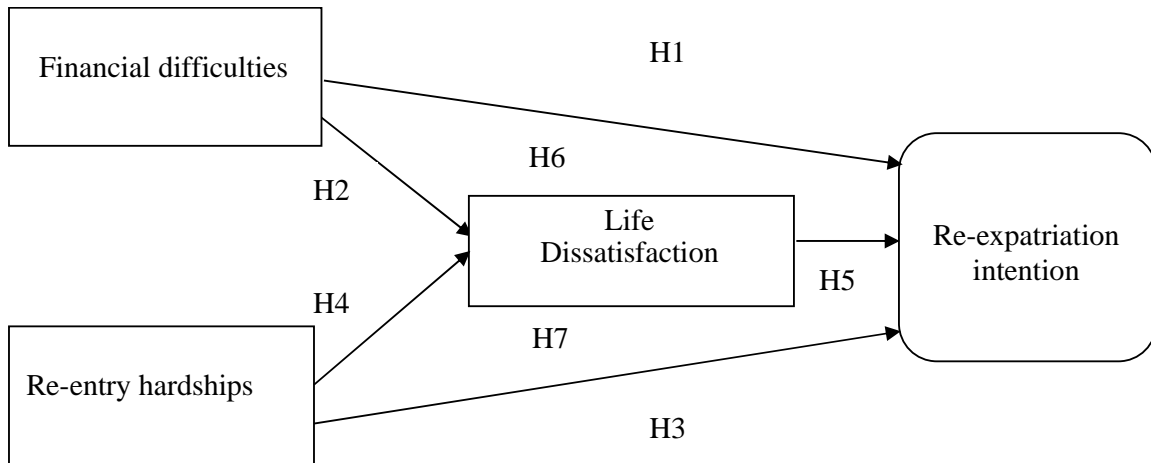 Financial difficulties
H1
H6
H2
Life
Dissatisfaction
Re-expatriation
intention
H5
H4
H7
Re-entry hardships
H3